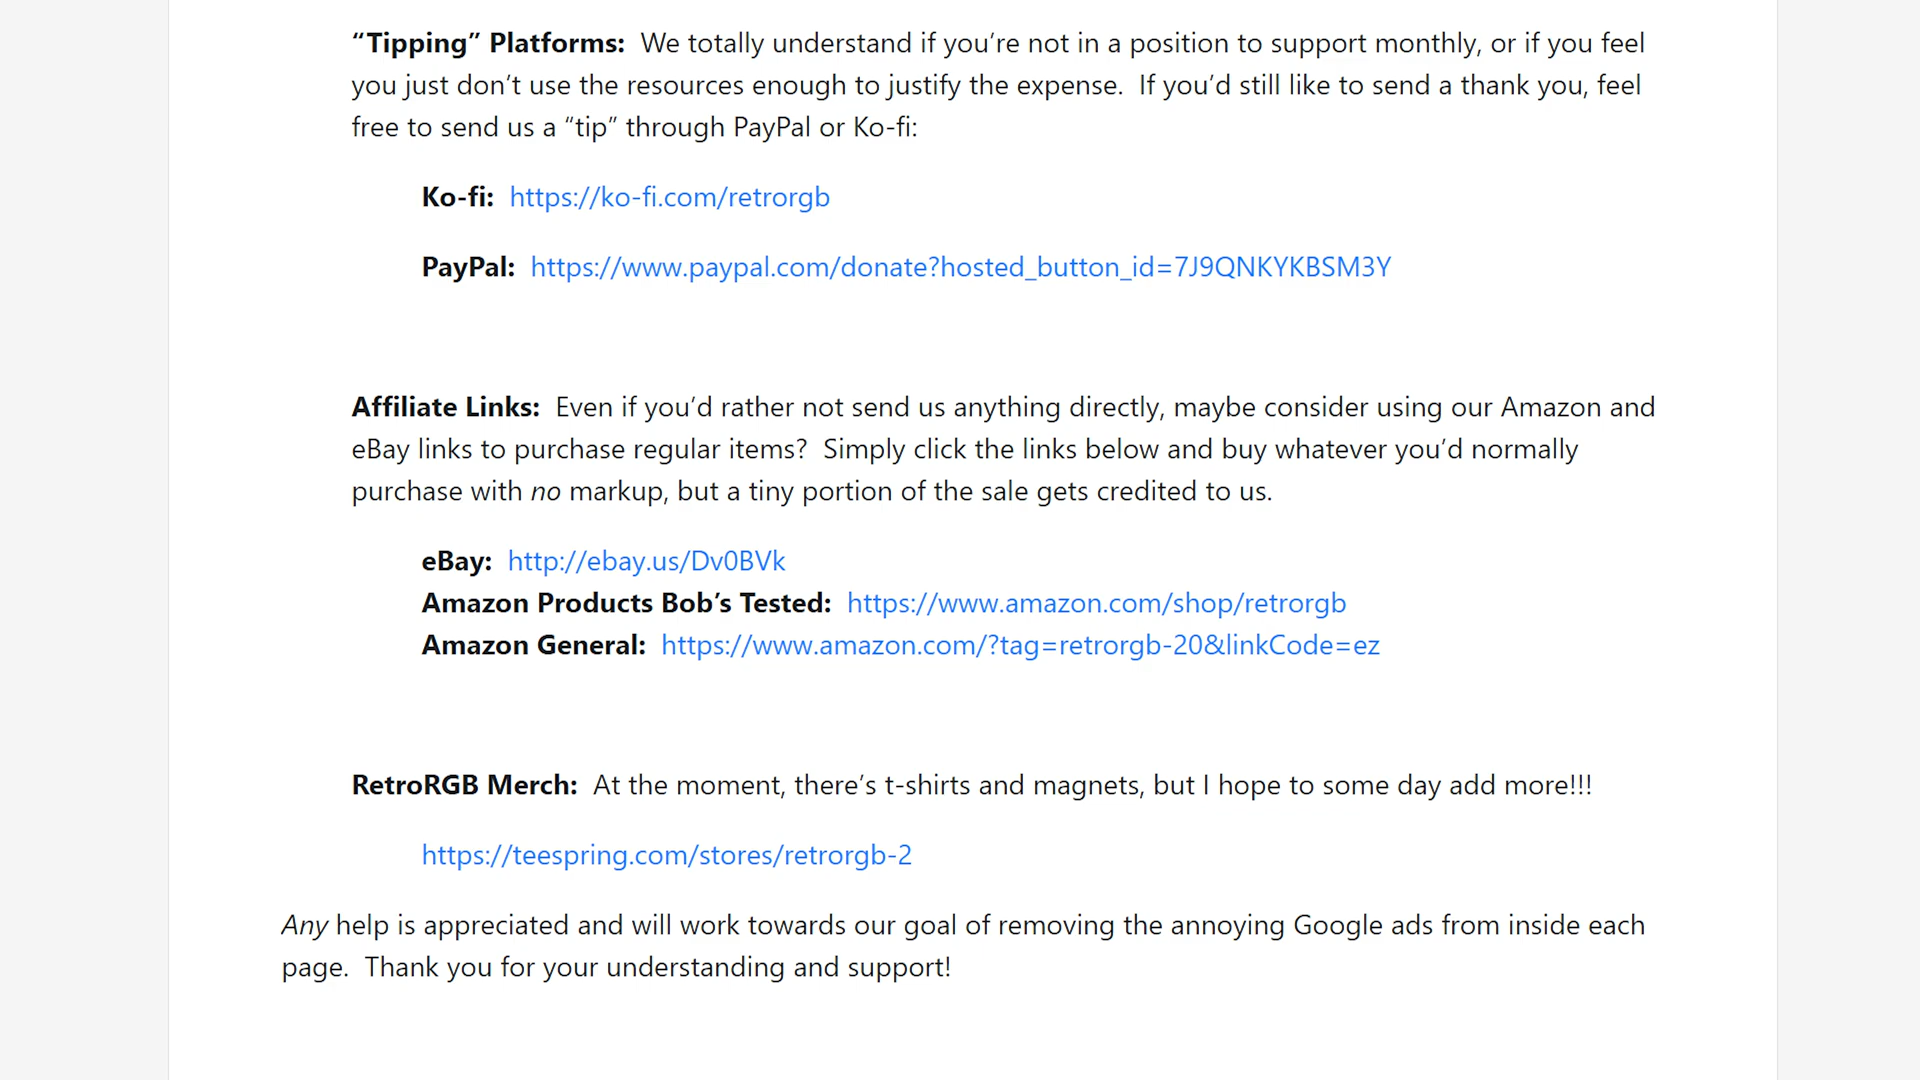 “Tipping” Platforms:  We totally understand if you’re not in a position to support monthly, or if you feel
you just don’t use the resources enough to justify the expense.  If you’d still like to send a thank you, feel
free to send us a “tip” through PayPal or Ko-fi:
Ko-fi:  https://ko-fi.com/retrorgb
PayPal:  https://www.paypal.com/donate?hosted_button_id=7J9QNKYKBSM3Y
Affiliate Links:  Even if you’d rather not send us anything directly, maybe consider using our Amazon and
eBay links to purchase regular items?  Simply click the links below and buy whatever you’d normally
purchase with no markup, but a tiny portion of the sale gets credited to us.
eBay:  http://ebay.us/Dv0BVk
Amazon Products Bob’s Tested:  https://www.amazon.com/shop/retrorgb
Amazon General:  https://www.amazon.com/?tag=retrorgb-20&linkCode=ez
RetroRGB Merch:  At the moment, there’s t-shirts and magnets, but I hope to some day add more!!!
https://teespring.com/stores/retrorgb-2
Any help is appreciated and will work towards our goal of removing the annoying Google ads from inside each
page.  Thank you for your understanding and support!